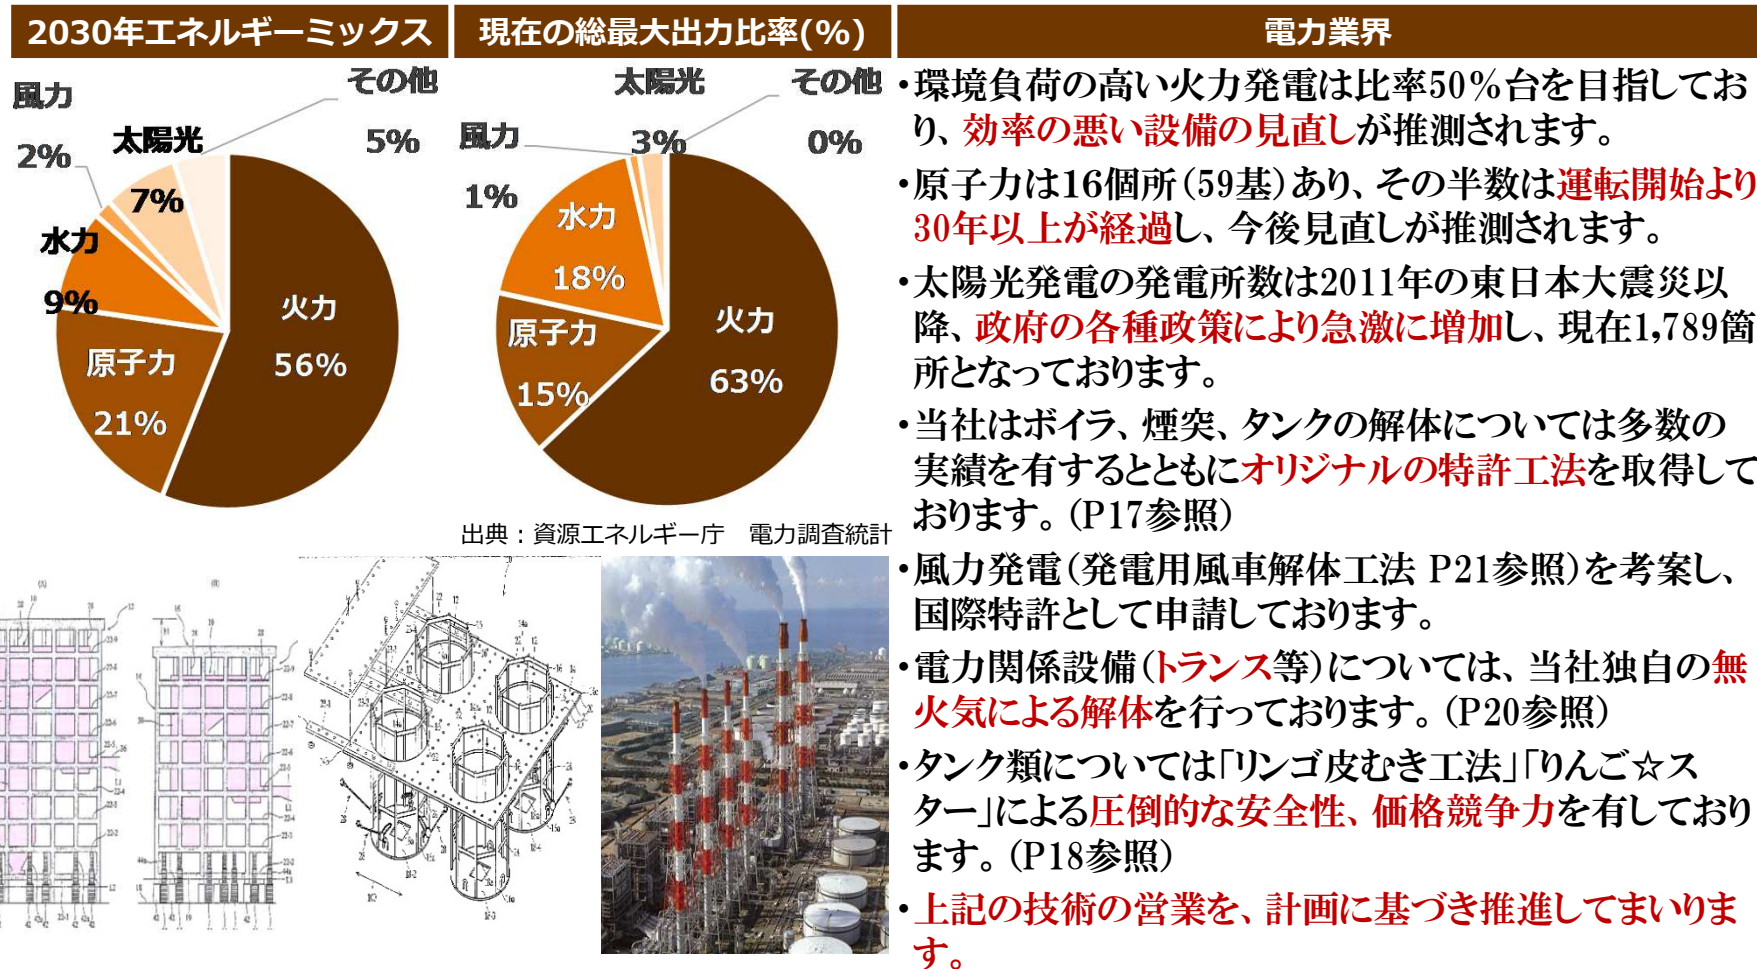 2030年エネルギーミックス
現在の総最大出力比率(%)
電力業界
風力
2%
太陽光
7%
その他
5%
水力
9%
原子力
21%
火力
56%
風力
1%
太陽光
3%
その他
0%
水力
18%
原子力
15%
火力
63%
出典：資源エネルギー庁　電力調査統計
・環境負荷の高い火力発電は比率50％台を目指してお
り、効率の悪い設備の見直しが推測されます。
・原子力は16個所（59基）あり、その半数は運転開始より
30年以上が経過し、今後見直しが推測されます。
・太陽光発電の発電所数は2011年の東日本大震災以
降、政府の各種政策により急激に増加し、現在1,789箇
所となっております。
・当社はボイラ、煙突、タンクの解体については多数の
実績を有するとともにオリジナルの特許工法を取得して
おります。（P17参照）
・風力発電（発電用風車解体工法 P21参照）を考案し、
国際特許として申請しております。
・電力関係設備（トランス等）については、当社独自の無
火気による解体を行っております。（P20参照）
・タンク類については「リンゴ皮むき工法」「りんご☆ス
ター」による圧倒的な安全性、価格競争力を有しており
ます。（P18参照）
・上記の技術の営業を、計画に基づき推進してまいりま
す。